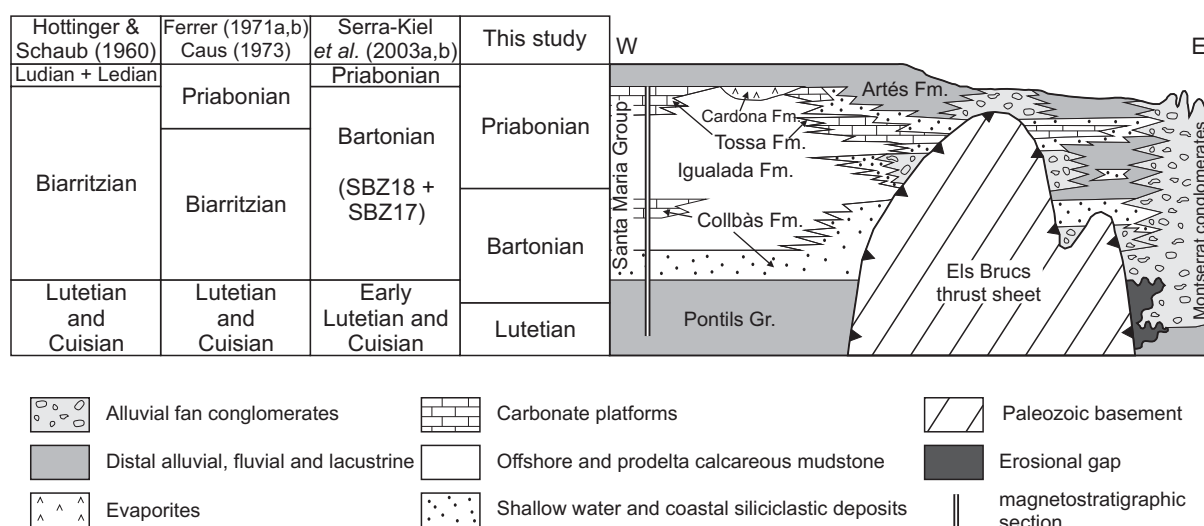 Hottinger &
Schaub (1960)
Ferrer (1971a,b)
Caus (1973)
Serra-Kiel
et al. (2003a,b)
This study
Ludian + Ledian
Biarritzian
Lutetian
and
Cuisian
Priabonian
Biarritzian
Lutetian
and
Cuisian
Priabonian
Bartonian
(SBZ18 +
SBZ17)
Early
Lutetian and
Cuisian
Priabonian
Bartonian
Lutetian
W
E
Santa Maria Group
Artés Fm.
Cardona Fm.
Tossa Fm.
Igualada Fm.
Collbàs Fm.
Pontils Gr.
Els Brucs
thrust sheet
Montserrat conglomerates
Alluvial fan conglomerates
Distal alluvial, fluvial and lacustrine
Evaporites
Carbonate platforms
Offshore and prodelta calcareous mudstone
Shallow water and coastal siliciclastic deposits
Paleozoic basement
Erosional gap
magnetostratigraphic
section